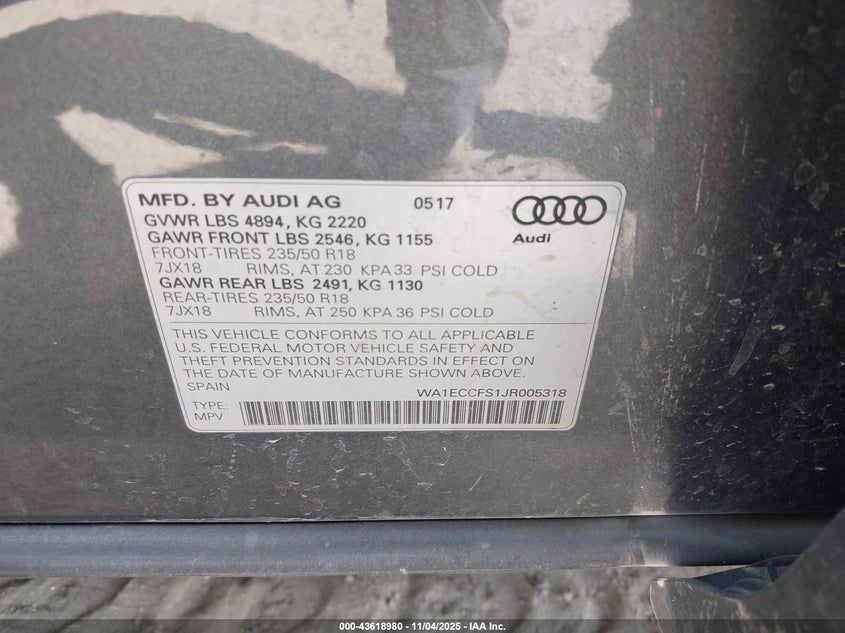 MFD. BY AUDI AG 0517
GVWR LBS 4894, KG 2220
GAWR FRONT LBS 2546, KG 1155
FRONT-TIRES 235/50 R18
7JX18 RIMS, AT 230 KPA 33 PSI COLD
GAWR REAR LBS 2491, KG 1130
REAR-TIRES 235/50 R18
7JX18 RIMS, AT 250 KPA 36 PSI COLD
Audi
THIS VEHICLE CONFORMS TO ALL APPLICABLE
U.S. FEDERAL MOTOR VEHICLE SAFETY AND
THEFT PREVENTION STANDARDS IN EFFECT ON
THE DATE OF MANUFACTURE SHOWN ABOVE.
SPAIN WA1ECCFS1JR005318
TYPE:
MPV
000-43618980 - 11/04/2025 - IAA Inc.